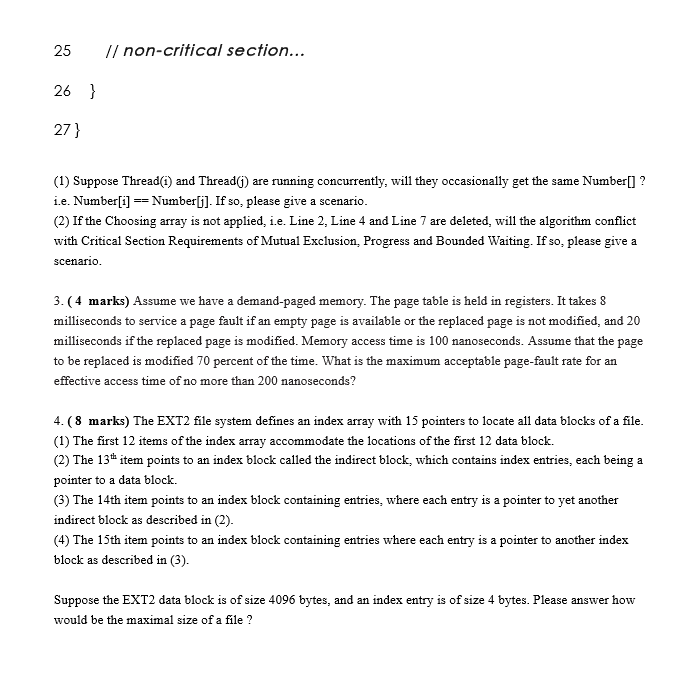 25 // non-critical section...
26 }
27 }
(1) Suppose Thread(i) and Thread(j) are running concurrently, will they occasionally get the same Number[] ?
i.e. Number[i] == Number[j]. If so, please give a scenario.
(2) If the Choosing array is not applied, i.e. Line 2, Line 4 and Line 7 are deleted, will the algorithm conflict
with Critical Section Requirements of Mutual Exclusion, Progress and Bounded Waiting. If so, please give a
scenario.
3. ( 4 marks) Assume we have a demand-paged memory. The page table is held in registers. It takes 8
milliseconds to service a page fault if an empty page is available or the replaced page is not modified, and 20
milliseconds if the replaced page is modified. Memory access time is 100 nanoseconds. Assume that the page
to be replaced is modified 70 percent of the time. What is the maximum acceptable page-fault rate for an
effective access time of no more than 200 nanoseconds?
4. ( 8 marks) The EXT2 file system defines an index array with 15 pointers to locate all data blocks of a file.
(1) The first 12 items of the index array accommodate the locations of the first 12 data block.
(2) The 13th item points to an index block called the indirect block, which contains index entries, each being a
pointer to a data block.
(3) The 14th item points to an index block containing entries, where each entry is a pointer to yet another
indirect block as described in (2).
(4) The 15th item points to an index block containing entries where each entry is a pointer to another index
block as described in (3).
Suppose the EXT2 data block is of size 4096 bytes, and an index entry is of size 4 bytes. Please answer how
would be the maximal size of a file ?